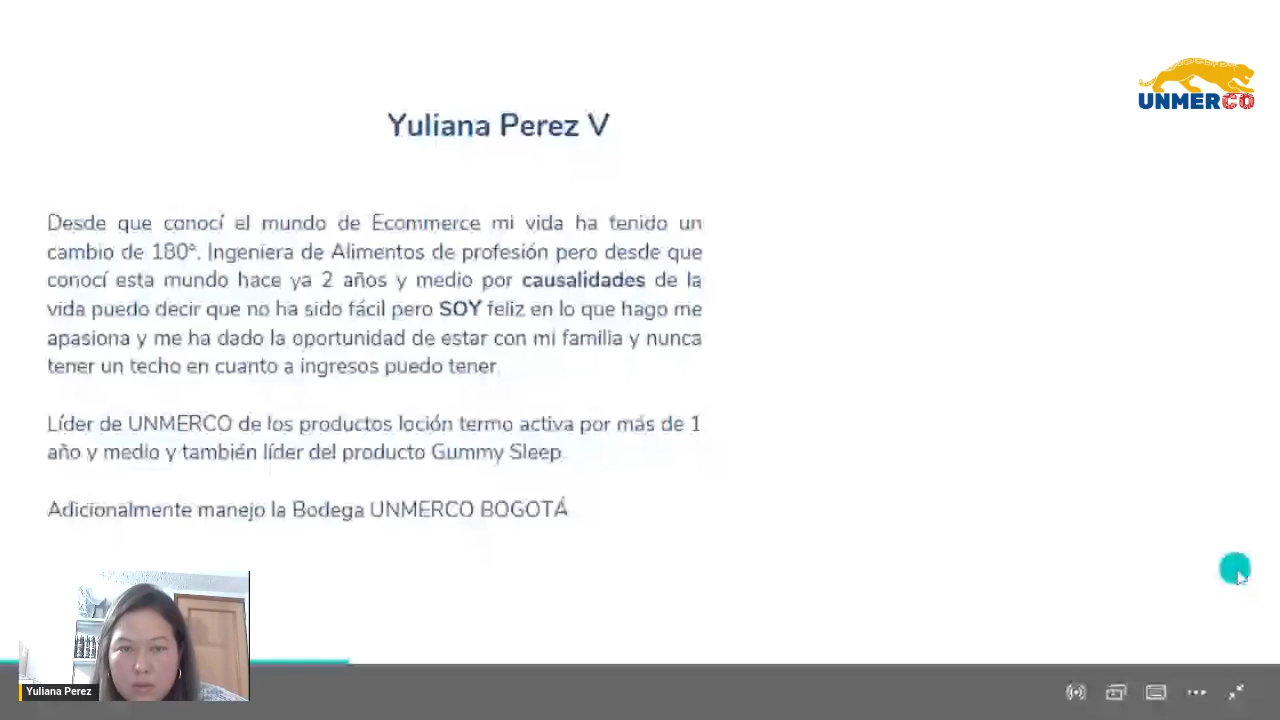 UNMERCO
Yuliana Perez V
Desde que conocí el mundo de Ecommerce mi vida ha tenido un
cambio de 180°. Ingeniera de Alimentos de profesión pero desde que
conocí esta mundo hace ya 2 años y medio por causalidades de la
vida puedo decir que no ha sido fácil pero SOY feliz en lo que hago me
apasiona y me ha dado la oportunidad de estar con mi familia y nunca
tener un techo en cuanto a ingresos puedo tener.
Líder de UNMERCO de los productos loción termo activa por más de 1
año y medio y también líder del producto Gummy Sleep.
Adicionalmente manejo la Bodega UNMERCO BOGOTÁ
Yuliana Perez